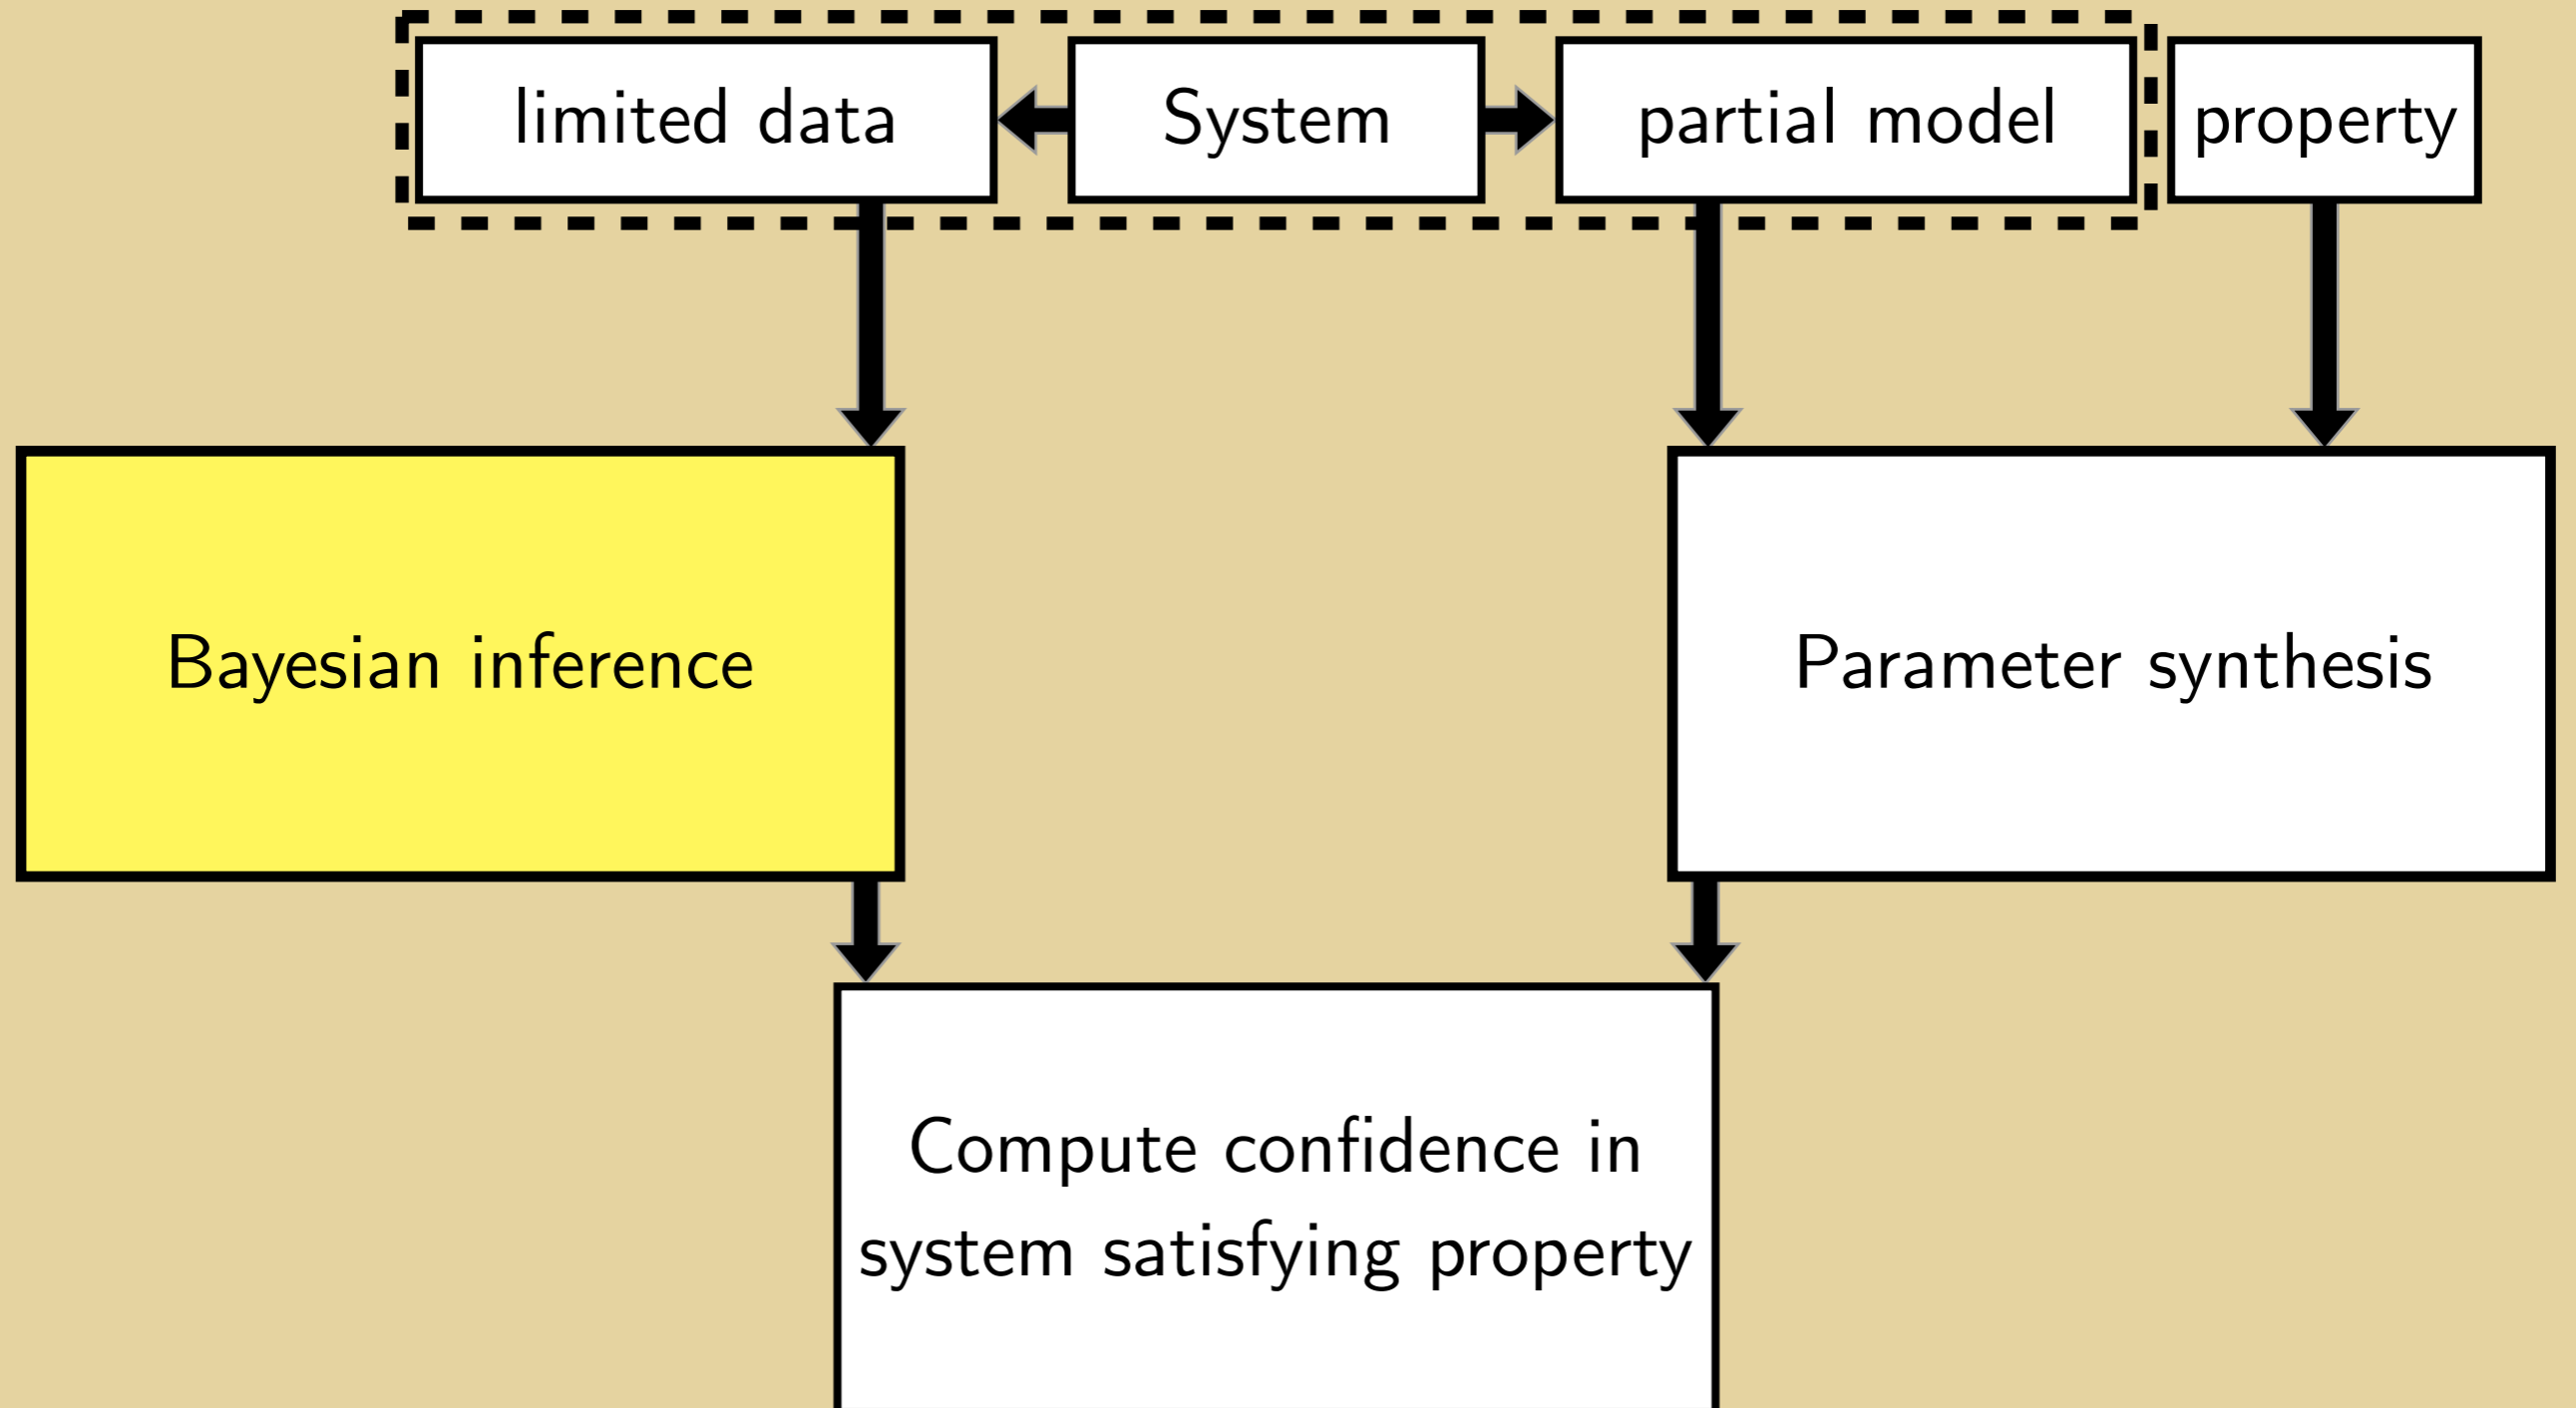 limited data
System
partial model
property
Bayesian inference
Parameter synthesis
Compute confidence in
system satisfying property